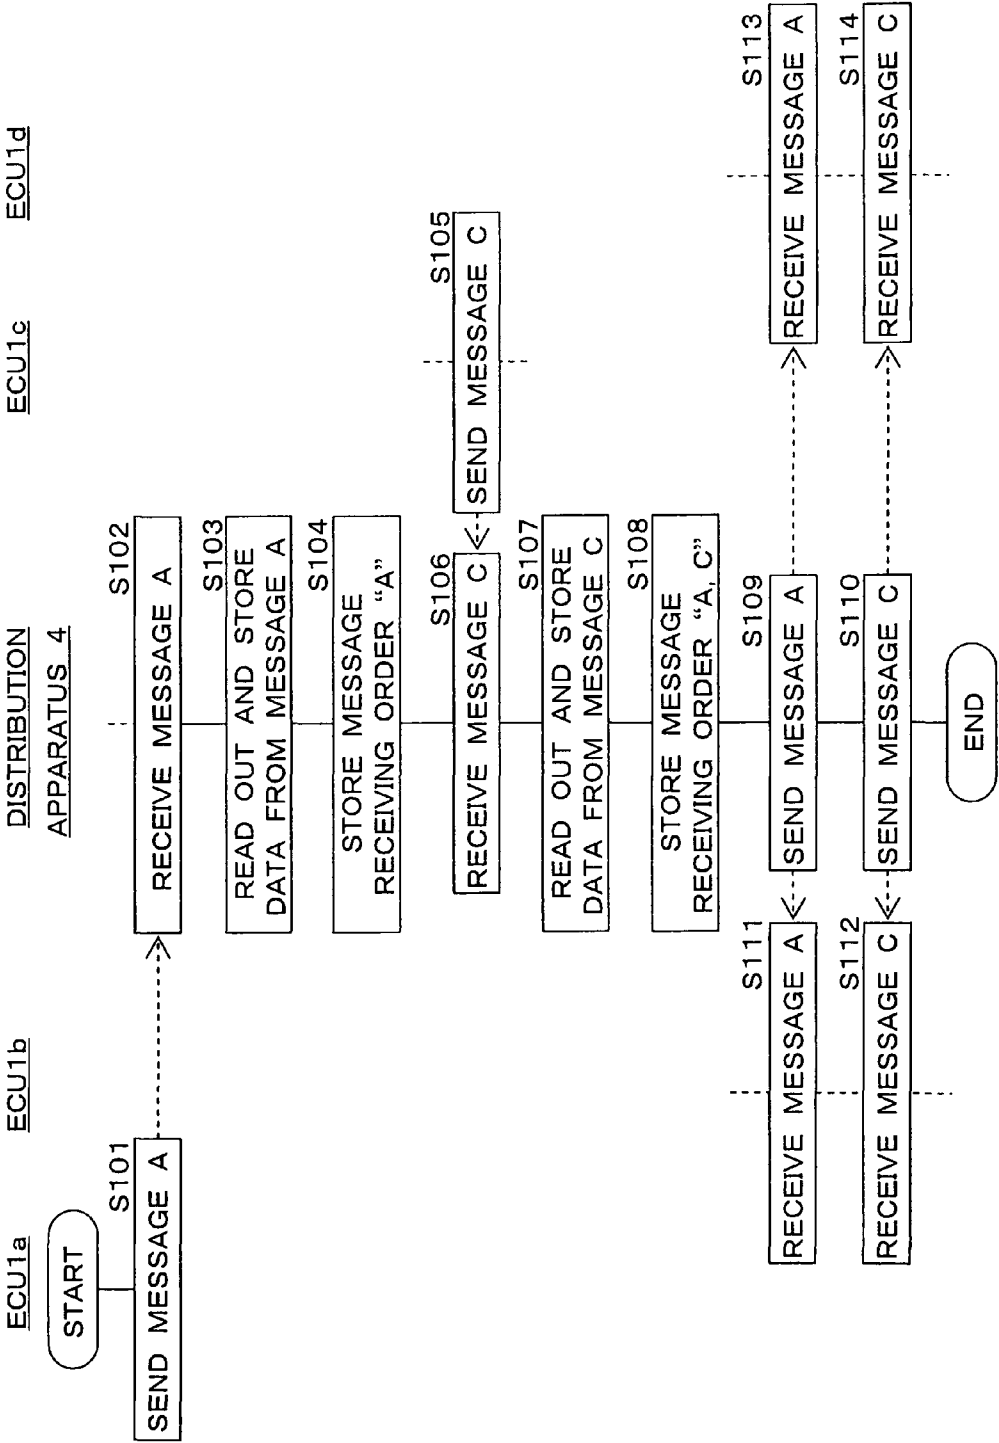 ECU1a
ECU1b
DISTRIBUTION
APPARATUS 4
ECU1c
ECU1d
START
S101
SEND MESSAGE A
S102
RECEIVE MESSAGE A
S103
READ OUT AND STORE
DATA FROM MESSAGE A
S104
STORE MESSAGE
RECEIVING ORDER “A”
S105
SEND MESSAGE C
S106
RECEIVE MESSAGE C
S107
READ OUT AND STORE
DATA FROM MESSAGE C
S108
STORE MESSAGE
RECEIVING ORDER “A, C”
S111
RECEIVE MESSAGE A
S109
SEND MESSAGE A
S113
RECEIVE MESSAGE A
S112
RECEIVE MESSAGE C
S110
SEND MESSAGE C
S114
RECEIVE MESSAGE C
END